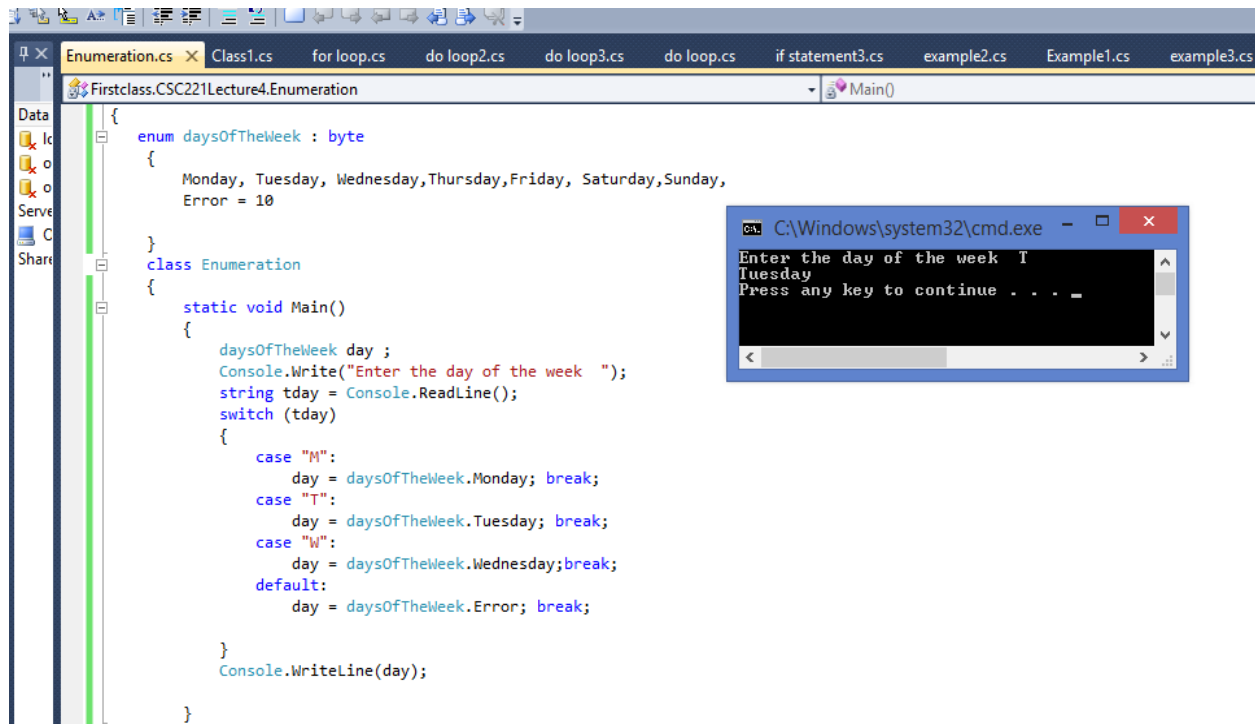 Enumeration.cs Class1.cs for loop.cs do loop2.cs do loop3.cs do loop.cs if statement3.cs example2.cs Example1.cs example3.cs
Firstclass.CSC221Lecture4.Enumeration Main()
Data
Serve
Share
{
enum daysOfTheWeek : byte
{
Monday, Tuesday, Wednesday,Thursday,Friday, Saturday,Sunday,
Error = 10
}
class Enumeration
{
static void Main()
{
daysOfTheWeek day ;
Console.Write("Enter the day of the week  ");
string tday = Console.ReadLine();
switch (tday)
{
case "M":
day = daysOfTheWeek.Monday; break;
case "T":
day = daysOfTheWeek.Tuesday; break;
case "W":
day = daysOfTheWeek.Wednesday;break;
default:
day = daysOfTheWeek.Error; break;
}
Console.WriteLine(day);
}
C:\Windows\system32\cmd.exe
Enter the day of the week  T
Tuesday
Press any key to continue . . . _